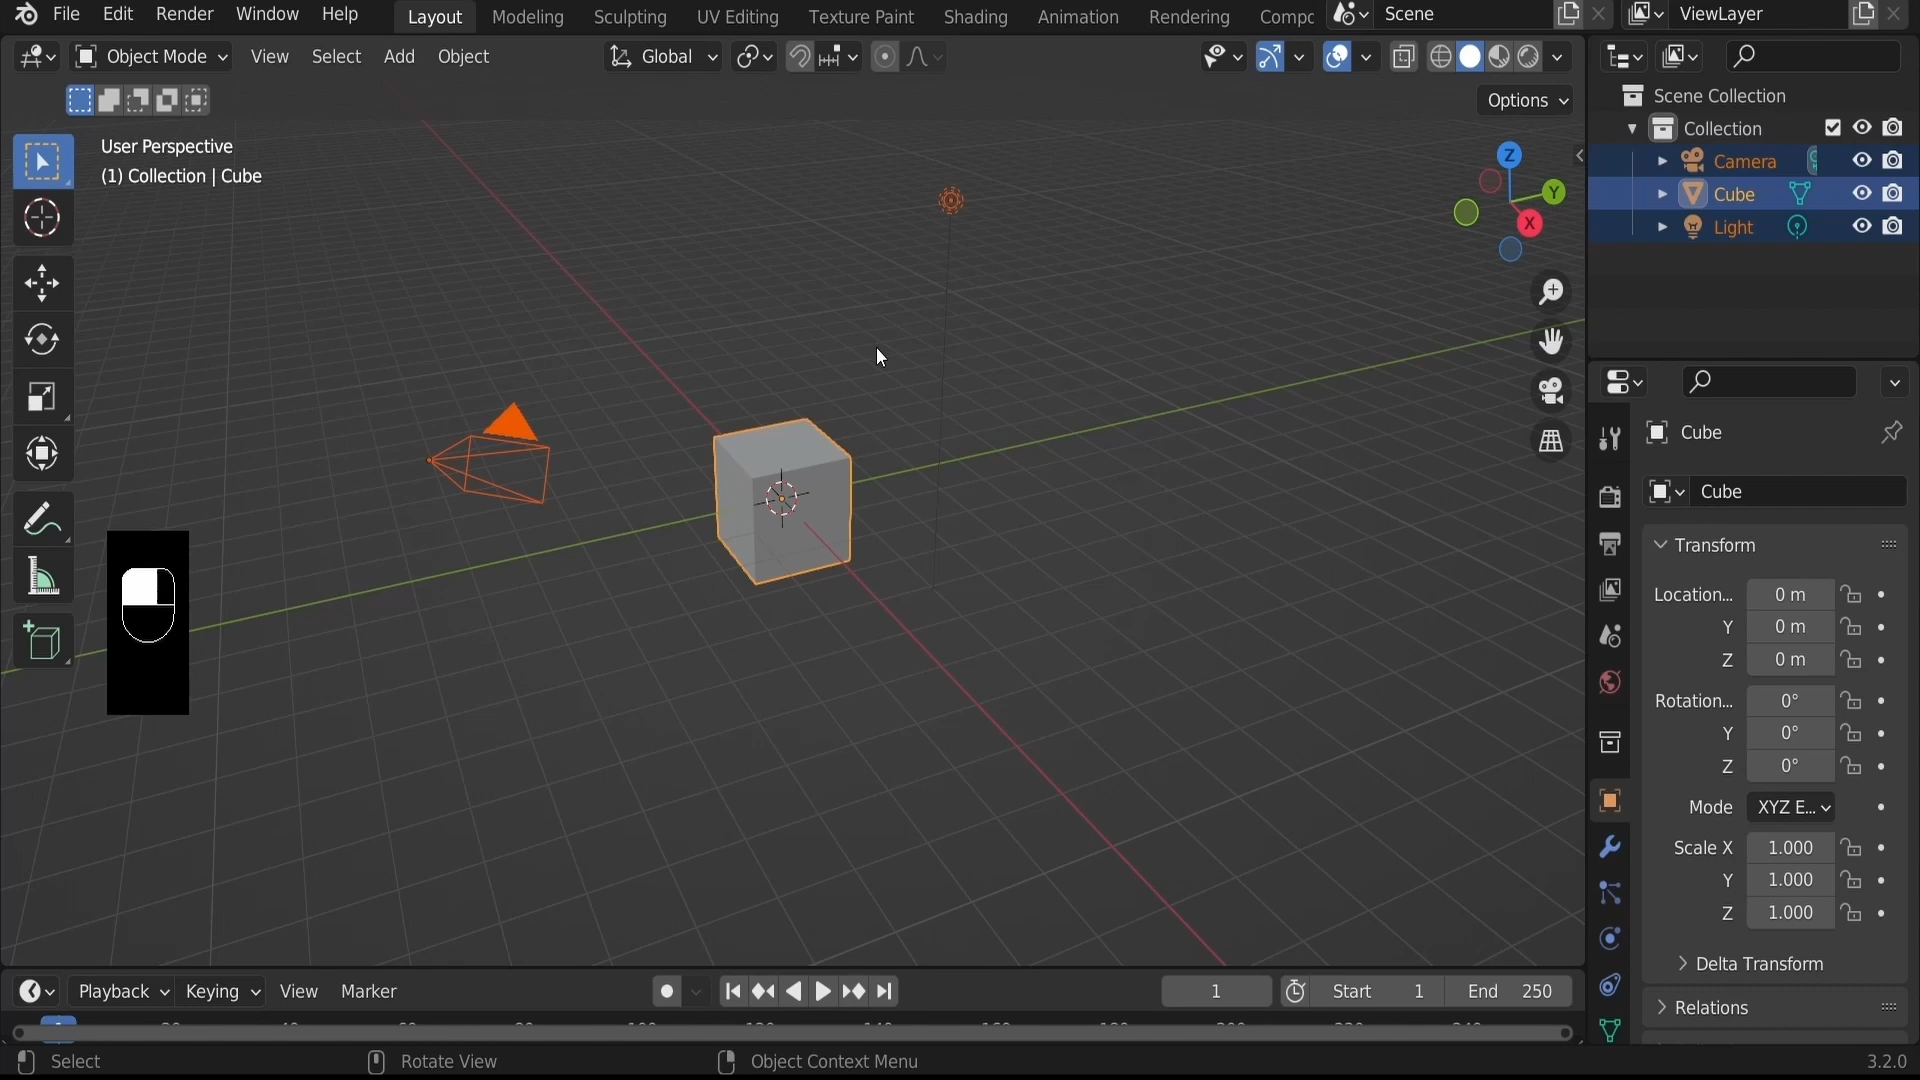 File Edit Render Window Help Layout Modeling Sculpting UV Editing Texture Paint Shading Animation Rendering Compc Scene ViewLayer
Object Mode View Select Add Object Global
Options
User Perspective
(1) Collection | Cube
Z
Y
X
Scene Collection
Collection
Camera
Cube
Light
Cube
Cube
Transform
Location... 0 m
Y 0 m
Z 0 m
Rotation... 0°
Y 0°
Z 0°
Mode XYZ E...
Scale X 1.000
Y 1.000
Z 1.000
Delta Transform
Relations
Playback Keying View Marker 1 Start 1 End 250
Select Rotate View Object Context Menu 3.2.0